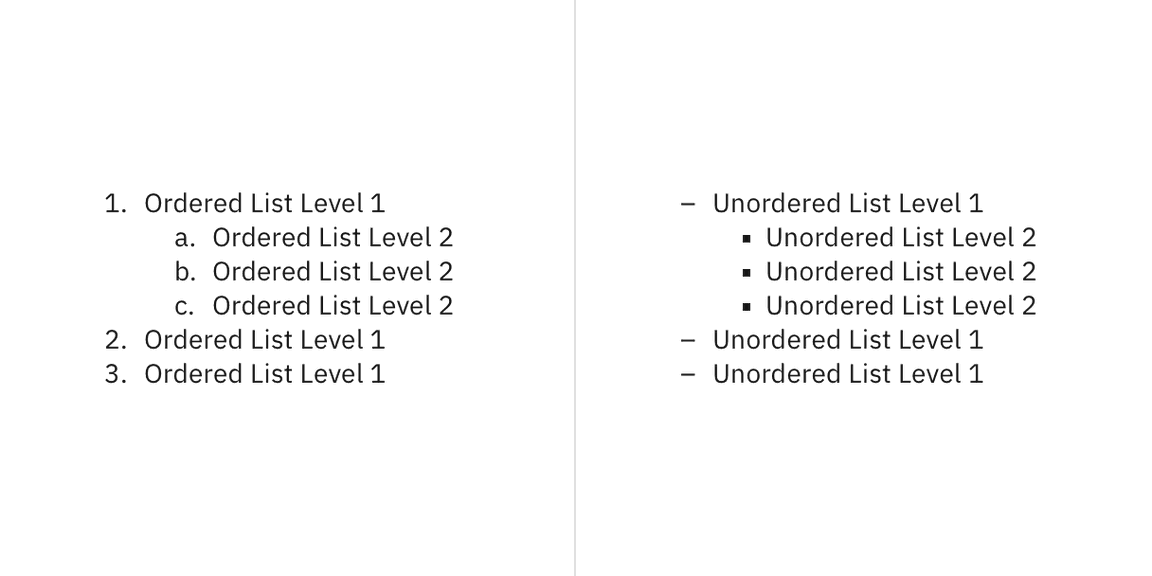 1. Ordered List Level 1
a. Ordered List Level 2
b. Ordered List Level 2
c. Ordered List Level 2
2. Ordered List Level 1
3. Ordered List Level 1
– Unordered List Level 1
▪ Unordered List Level 2
▪ Unordered List Level 2
▪ Unordered List Level 2
– Unordered List Level 1
– Unordered List Level 1